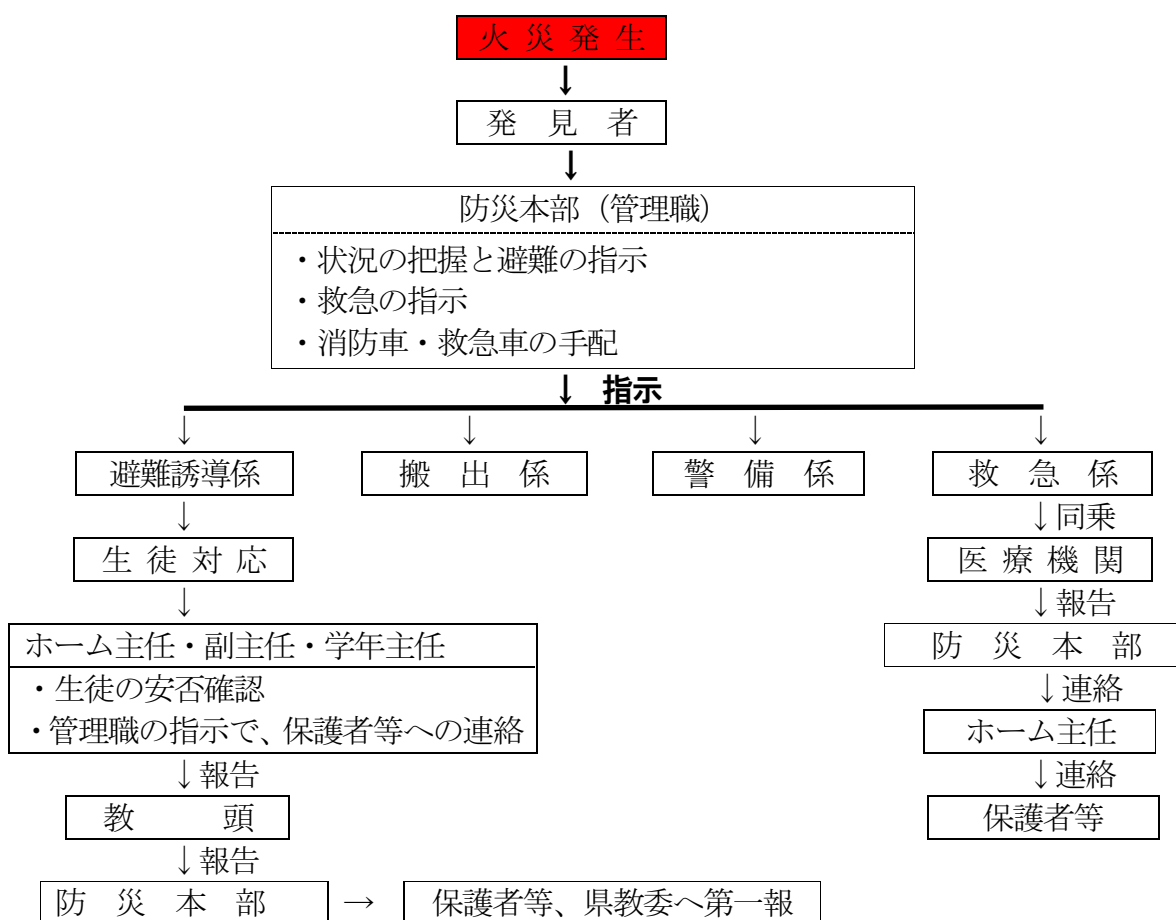 火災発生
↓
発見者
↓
防災本部（管理職）
・状況の把握と避難の指示
・救急の指示
・消防車・救急車の手配
↓ 指示
↓ ↓ ↓ ↓
避難誘導係 搬出係 警備係 救急係
↓ ↓同乗
生徒対応 医療機関
↓ ↓報告
ホーム主任・副主任・学年主任 防災本部
・生徒の安否確認 ↓連絡
・管理職の指示で、保護者等への連絡 ホーム主任
↓報告 ↓連絡
教頭 保護者等
↓報告
防災本部 → 保護者等、県教委へ第一報